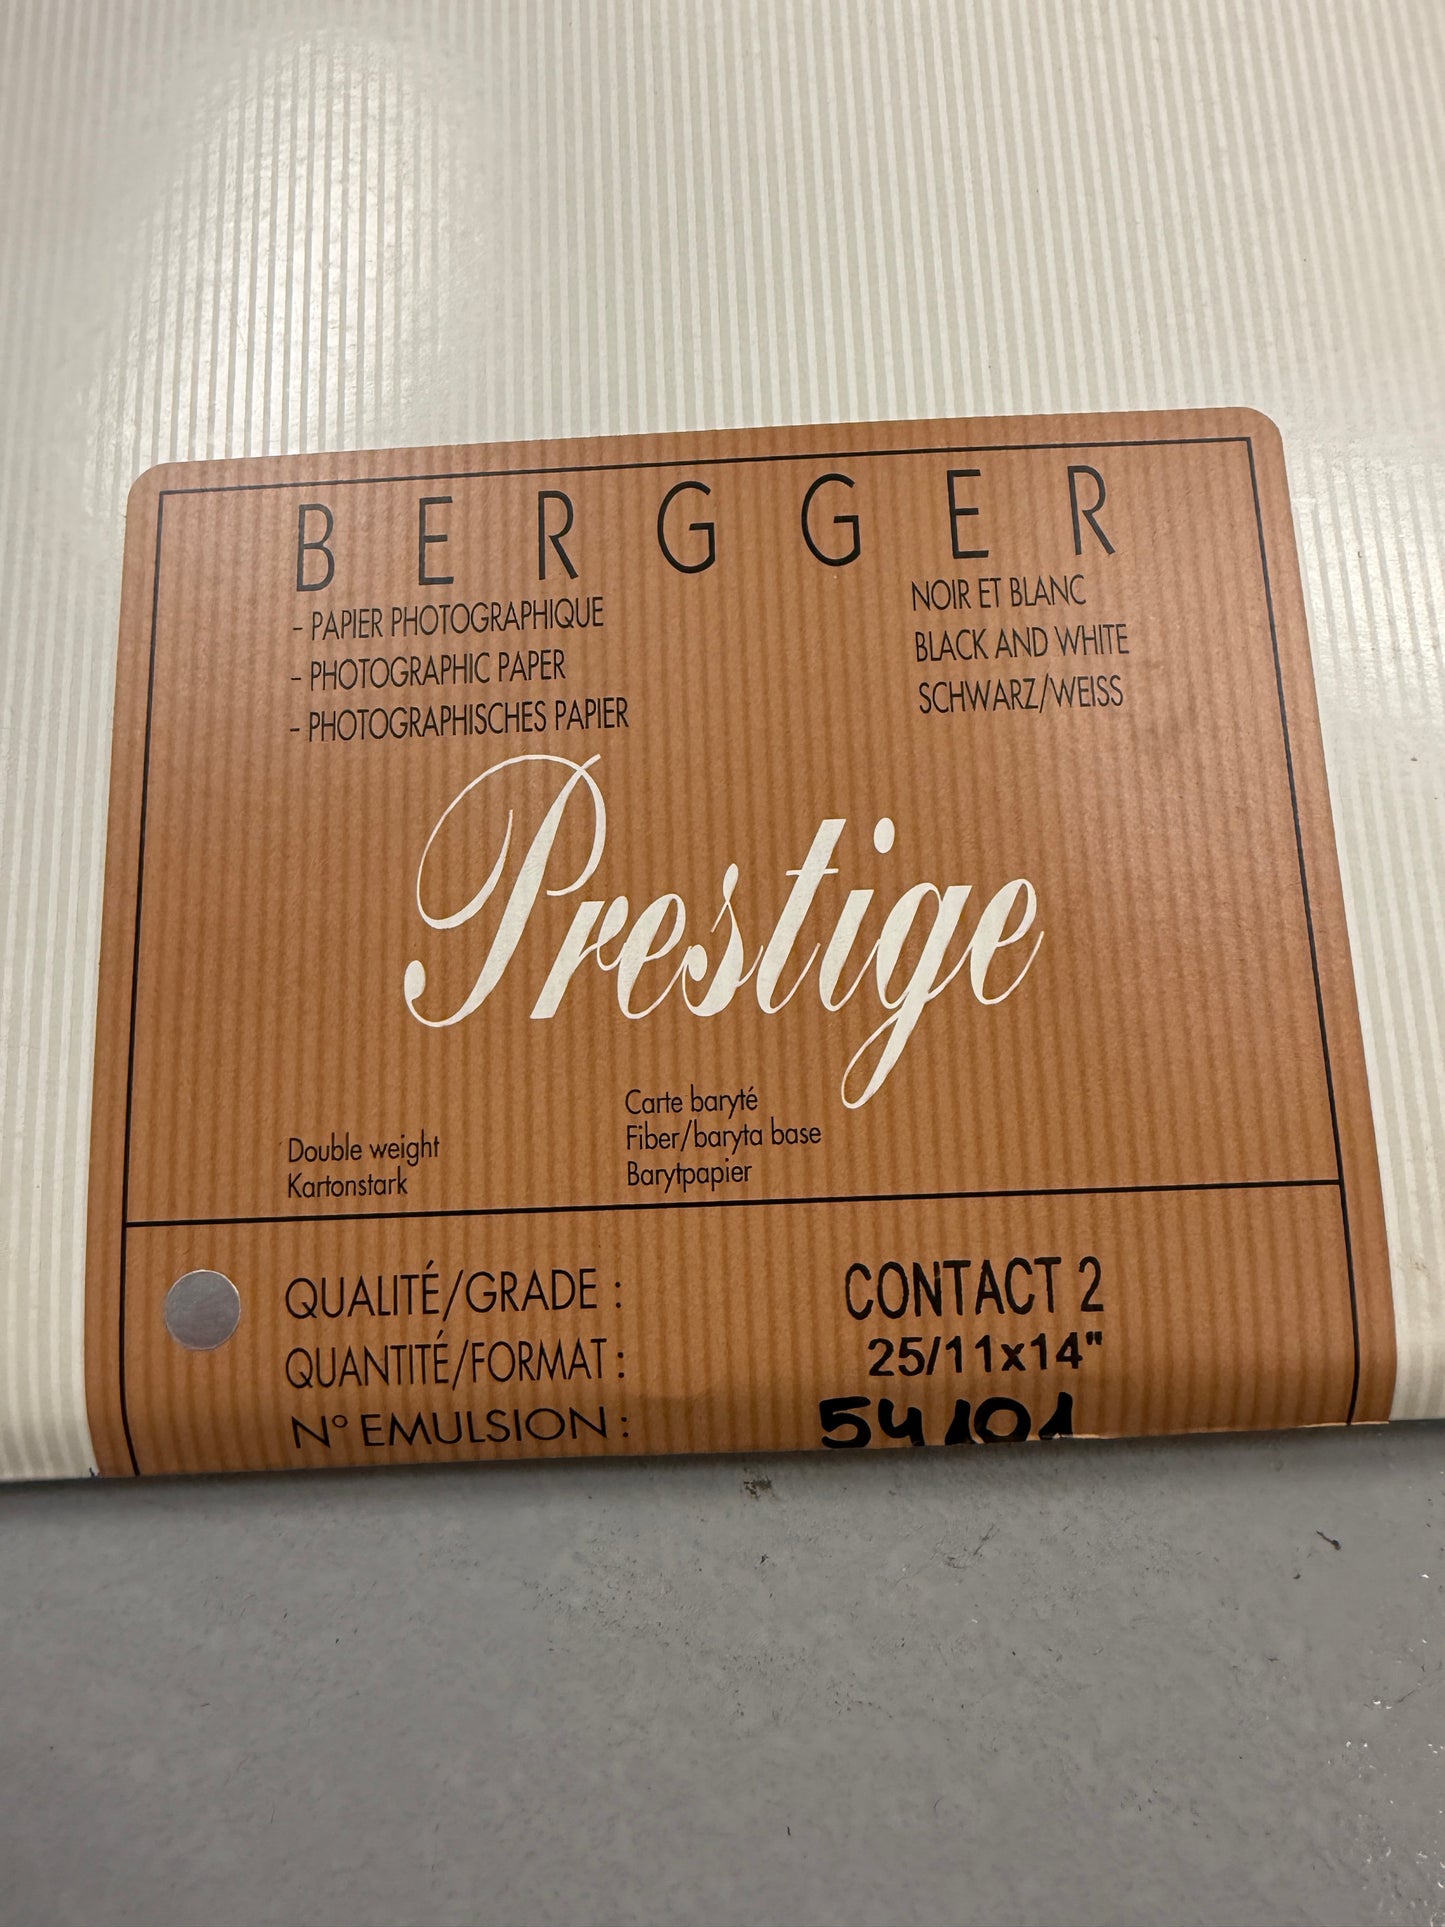 BERGGER
- PAPIER PHOTOGRAPHIQUE NOIR ET BLANC
- PHOTOGRAPHIC PAPER BLACK AND WHITE
- PHOTOGRAPHISCHES PAPIER SCHWARZ/WEISS
Prestige
Carte baryté
Double weight Fiber/baryta base
Kartonstark Barytpapier
QUALITÉ/GRADE : CONTACT 2
QUANTITÉ/FORMAT : 25/11x14"
N° EMULSION : 54101